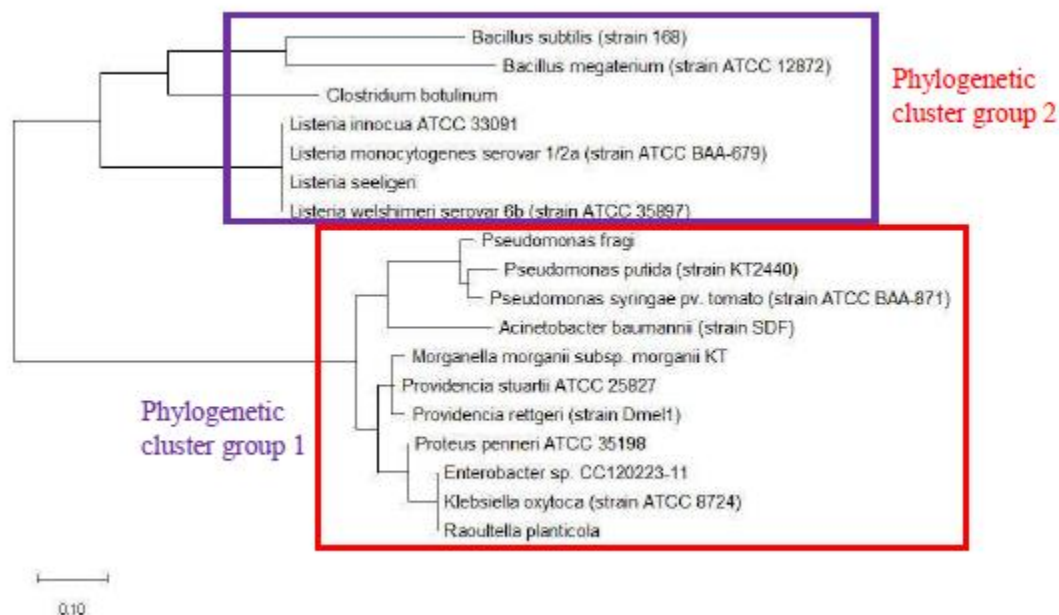 Bacillus subtilis (strain 168)
Bacillus megaterium (strain ATCC 12872)
Clostridium botulinum
Listeria innocua ATCC 33091
Listeria monocytogenes serovar 1/2a (strain ATCC BAA-679)
Listeria seeligeri
Listeria welshimeri serovar 6b (strain ATCC 35897)
Phylogenetic
cluster group 2
Pseudomonas fragi
Pseudomonas putida (strain KT2440)
Pseudomonas syringae pv. tomato (strain ATCC BAA-871)
Acinetobacter baumannii (strain SDF)
Morganella morganii subsp. morganii KT
Providencia stuartii ATCC 25827
Providencia rettgeri (strain Dmel1)
Proteus penneri ATCC 35198
Enterobacter sp. CC120223-11
Klebsiella oxytoca (strain ATCC 8724)
Raoultella planticola
Phylogenetic
cluster group 1
0.10